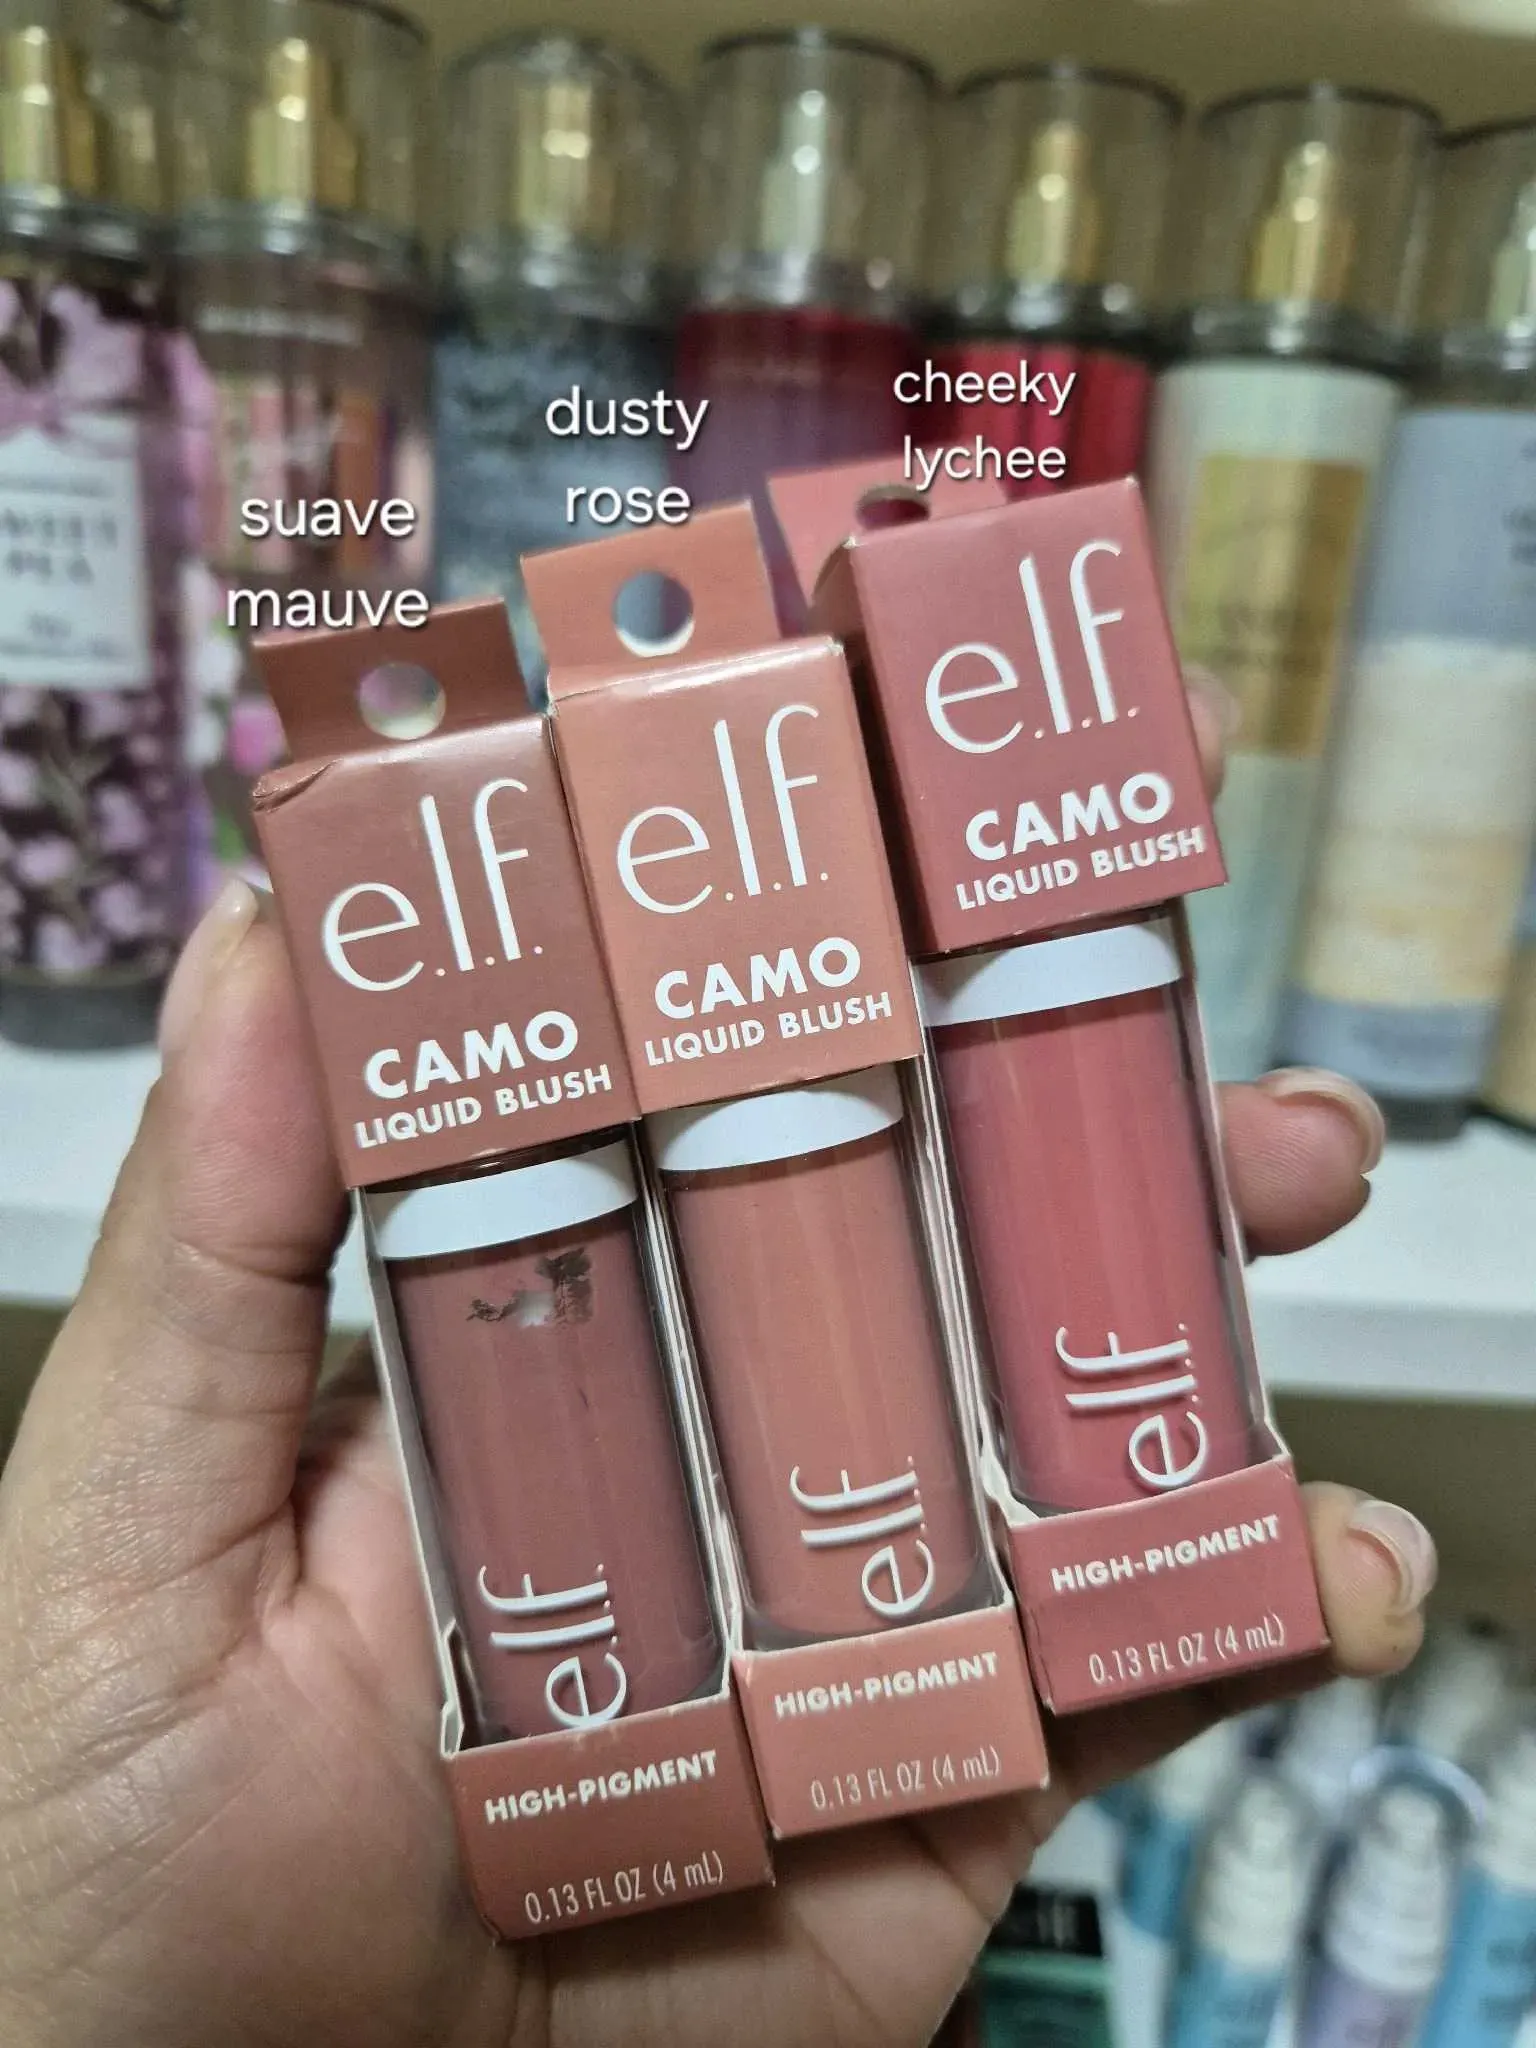 suave
mauve
dusty
rose
cheeky
lychee
e.l.f.
CAMO
LIQUID BLUSH
e.l.f.
HIGH-PIGMENT
0.13 FL OZ (4 mL)
e.l.f.
CAMO
LIQUID BLUSH
e.l.f.
HIGH-PIGMENT
0.13 FL OZ (4 mL)
e.l.f.
CAMO
LIQUID BLUSH
e.l.f.
HIGH-PIGMENT
0.13 FL OZ (4 mL)